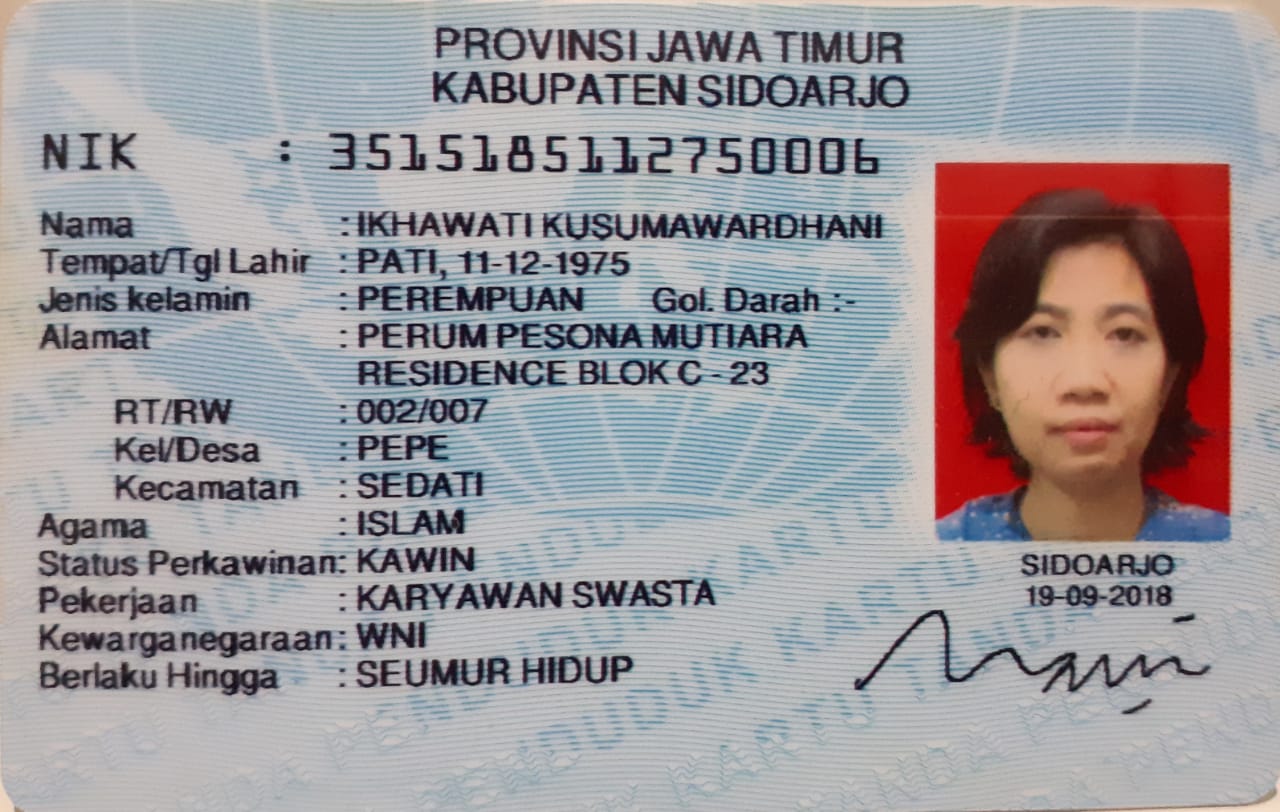 PROVINSI JAWA TIMUR
KABUPATEN SIDOARJO
NIK : 3515185112750006
Nama : IKHAWATI KUSUMAWARDHANI
Tempat/Tgl Lahir : PATI, 11-12-1975
Jenis kelamin : PEREMPUAN Gol. Darah :-
Alamat : PERUM PESONA MUTIARA
RESIDENCE BLOK C - 23
RT/RW : 002/007
Kel/Desa : PEPE
Kecamatan : SEDATI
Agama : ISLAM
Status Perkawinan: KAWIN
Pekerjaan : KARYAWAN SWASTA
Kewarganegaraan: WNI
Berlaku Hingga : SEUMUR HIDUP
SIDOARJO
19-09-2018